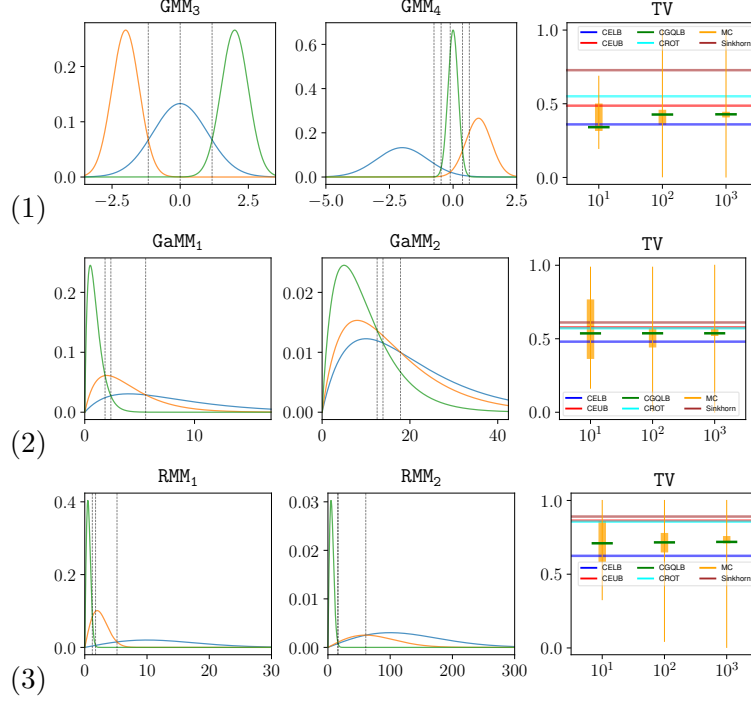 GMM3 GMM4 TV
0.2
0.1
0.0
−2.5 0.0 2.5
0.6
0.4
0.2
0.0
−5.0 −2.5 0.0 2.5
1.0
0.5
0.0
CELB CGQLB MC
CEUB CROT Sinkhorn
10^1 10^2 10^3
(1)
GaMM1 GaMM2 TV
0.2
0.1
0.0
0 10
0.02
0.01
0.00
0 20 40
1.0
0.5
0.0
CELB CGQLB MC
CEUB CROT Sinkhorn
10^1 10^2 10^3
(2)
RMM1 RMM2 TV
0.4
0.2
0.0
0 10 20 30
0.03
0.02
0.01
0.00
0 100 200 300
1.0
0.5
0.0
CELB CGQLB MC
CEUB CROT Sinkhorn
10^1 10^2 10^3
(3)